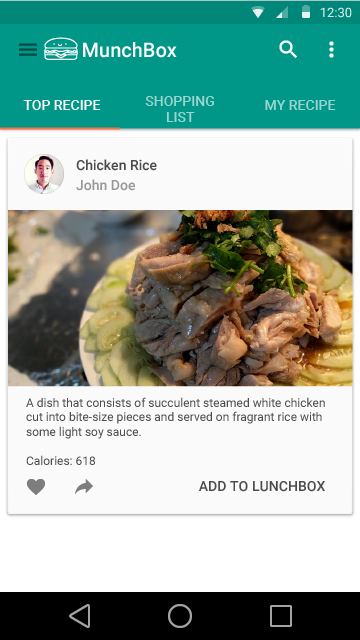 12:30
MunchBox
TOP RECIPE
SHOPPING
LIST
MY RECIPE
Chicken Rice
John Doe
A dish that consists of succulent steamed white chicken
cut into bite-size pieces and served on fragrant rice with
some light soy sauce.
Calories: 618
ADD TO LUNCHBOX